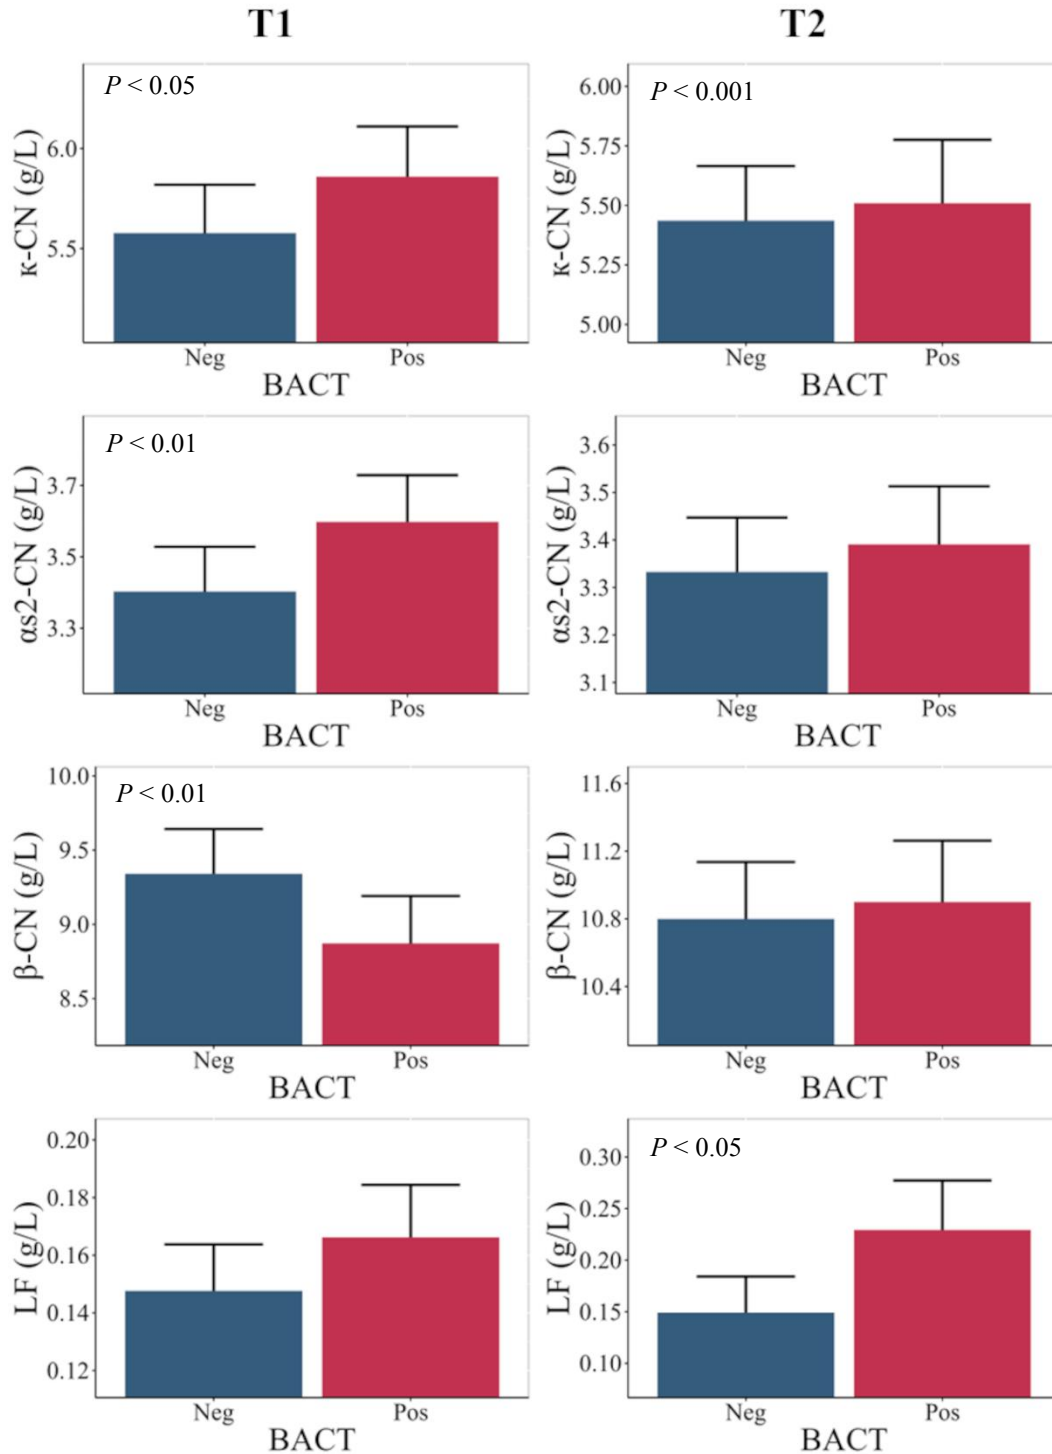 T1
T2
P < 0.05
κ-CN (g/L)
6.0
5.5
Neg
Pos
BACT
P < 0.001
κ-CN (g/L)
6.00
5.75
5.50
5.25
5.00
Neg
Pos
BACT
P < 0.01
αs2-CN (g/L)
3.7
3.5
3.3
Neg
Pos
BACT
αs2-CN (g/L)
3.6
3.5
3.4
3.3
3.2
3.1
Neg
Pos
BACT
P < 0.01
β-CN (g/L)
10.0
9.5
9.0
8.5
Neg
Pos
BACT
β-CN (g/L)
11.6
11.2
10.8
10.4
Neg
Pos
BACT
LF (g/L)
0.20
0.18
0.16
0.14
0.12
Neg
Pos
BACT
P < 0.05
LF (g/L)
0.30
0.25
0.20
0.15
0.10
Neg
Pos
BACT